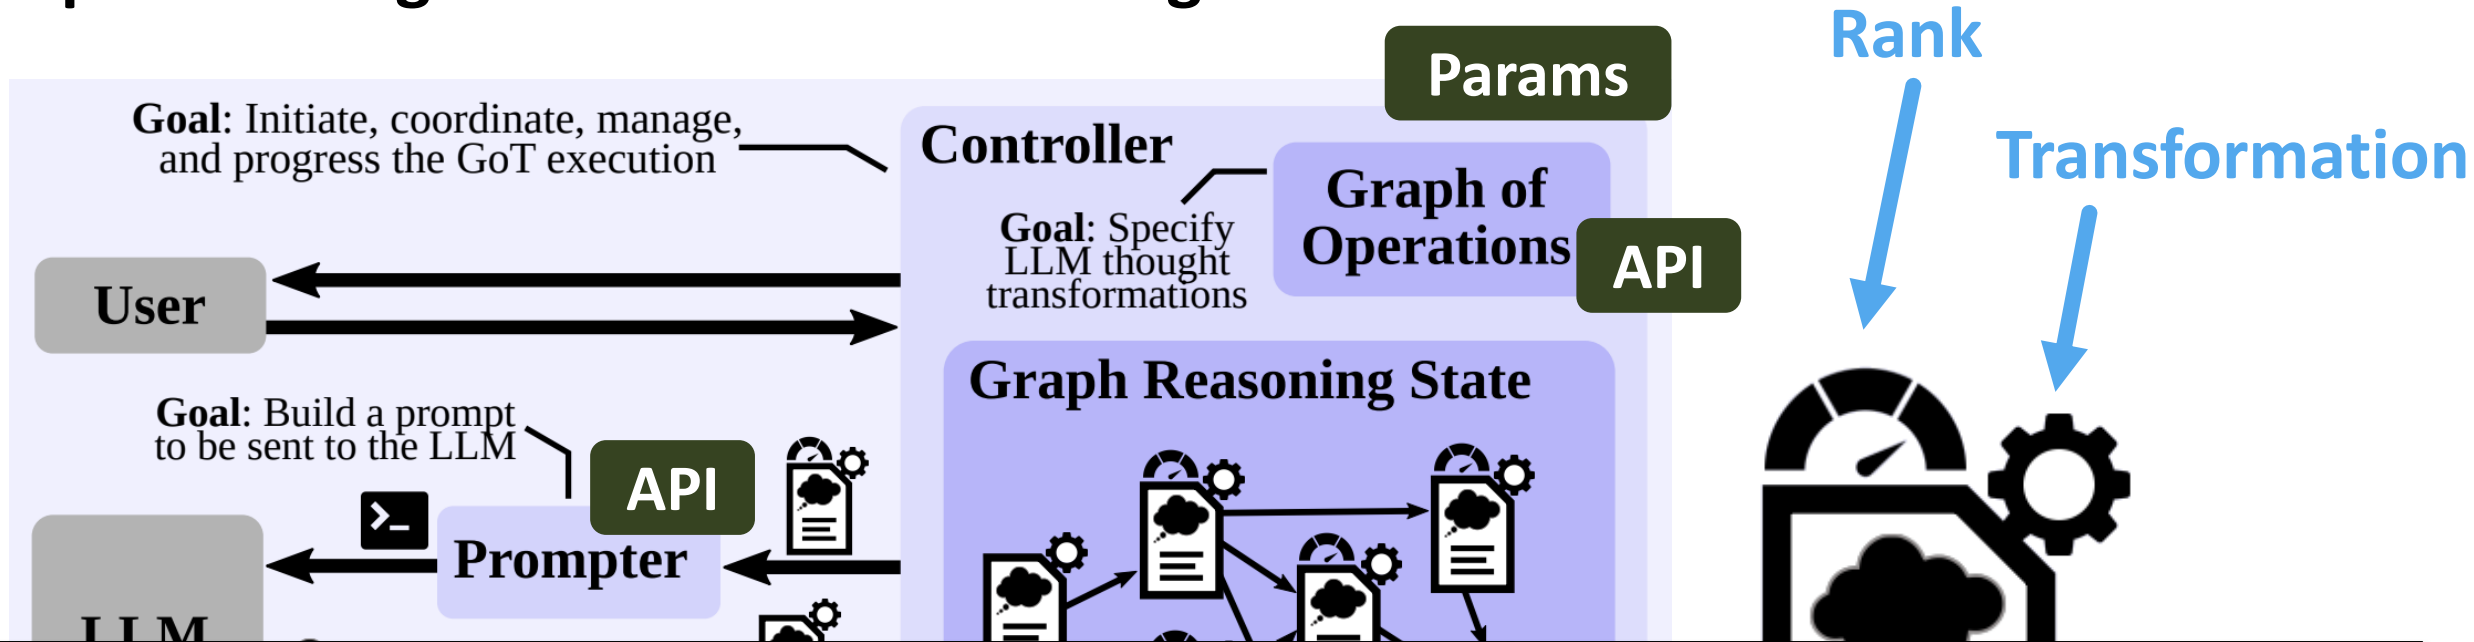 Rank
Params
Transformation
Goal: Initiate, coordinate, manage,
and progress the GoT execution
Controller
Graph of
Operations
API
Goal: Specify
LLM thought
transformations
User
Graph Reasoning State
Goal: Build a prompt
to be sent to the LLM
API
>_
Prompter
LLM